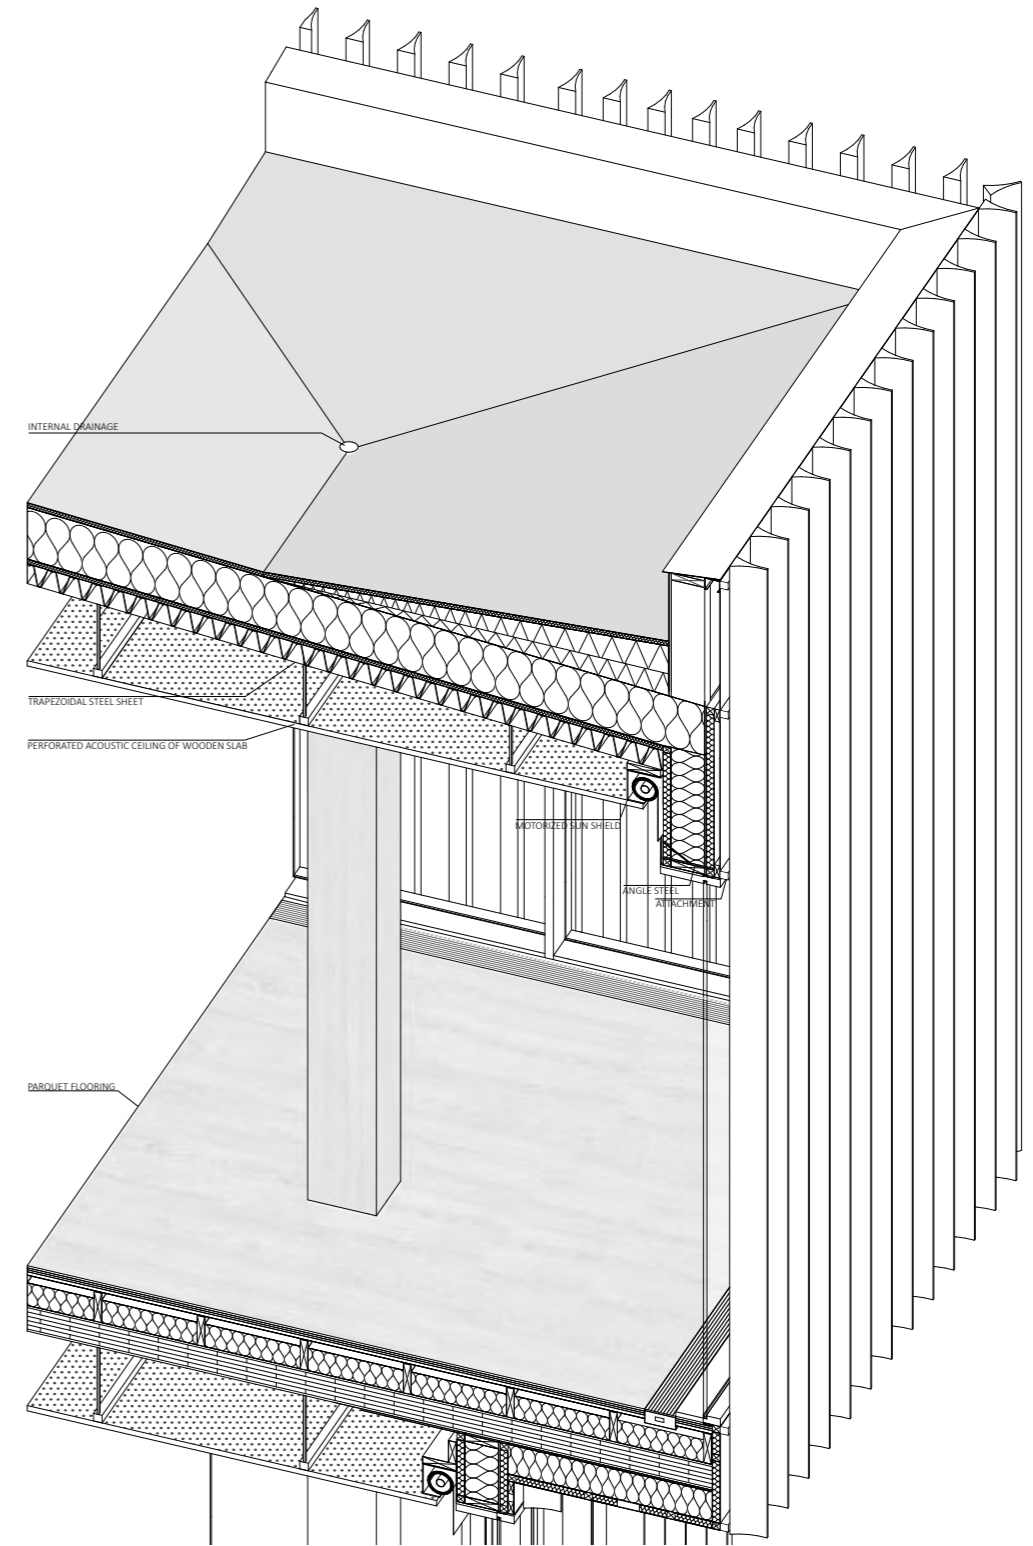 INTERNAL DRAINAGE
TRAPEZOIDAL STEEL SHEET
PERFORATED ACOUSTIC CEILING OF WOODEN SLAB
MOTORIZED SUN SHIELD
ANGLE STEEL
ATTACHMENT
PARQUET FLOORING